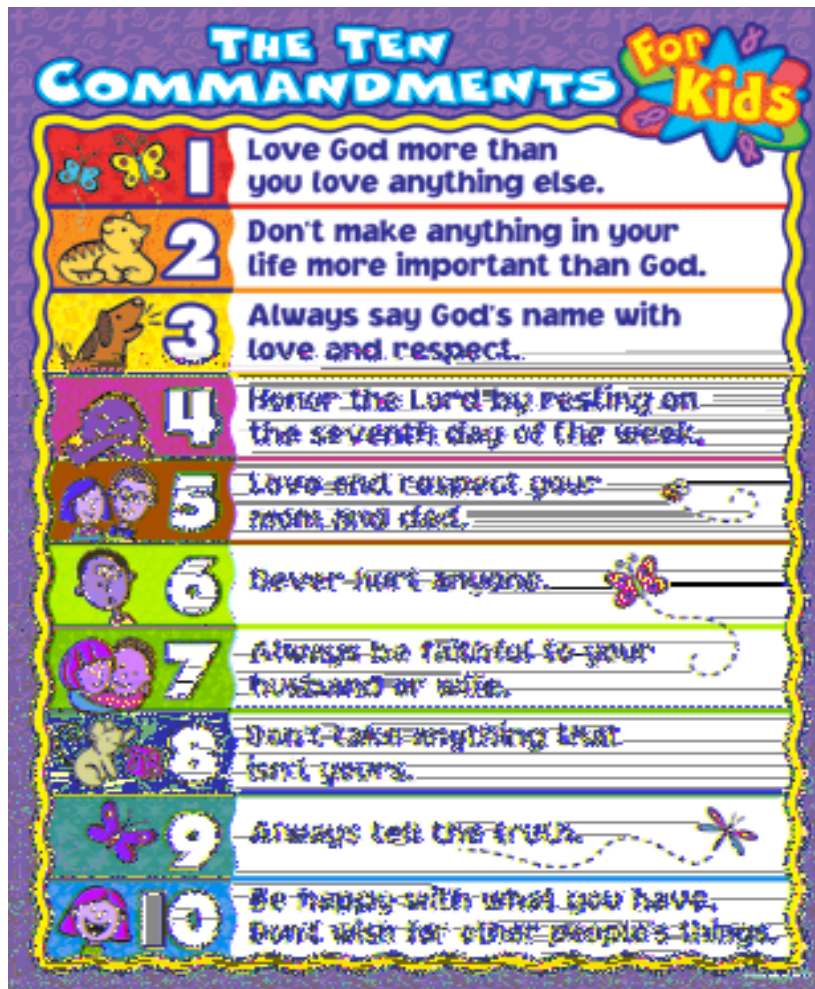 The Ten
Commandments
For
Kids
1
Love God more than
you love anything else.
2
Don't make anything in your
life more important than God.
3
Always say God's name with
love and respect.
4
Honor the Lord by resting on
the seventh day of the week.
5
Love and respect your
mom and dad.
6
Never hurt anyone.
7
Always be faithful to your
husband or wife.
8
Don't take anything that
isn't yours.
9
Always tell the truth.
10
Be happy with what you have.
Don't wish for other people's things.